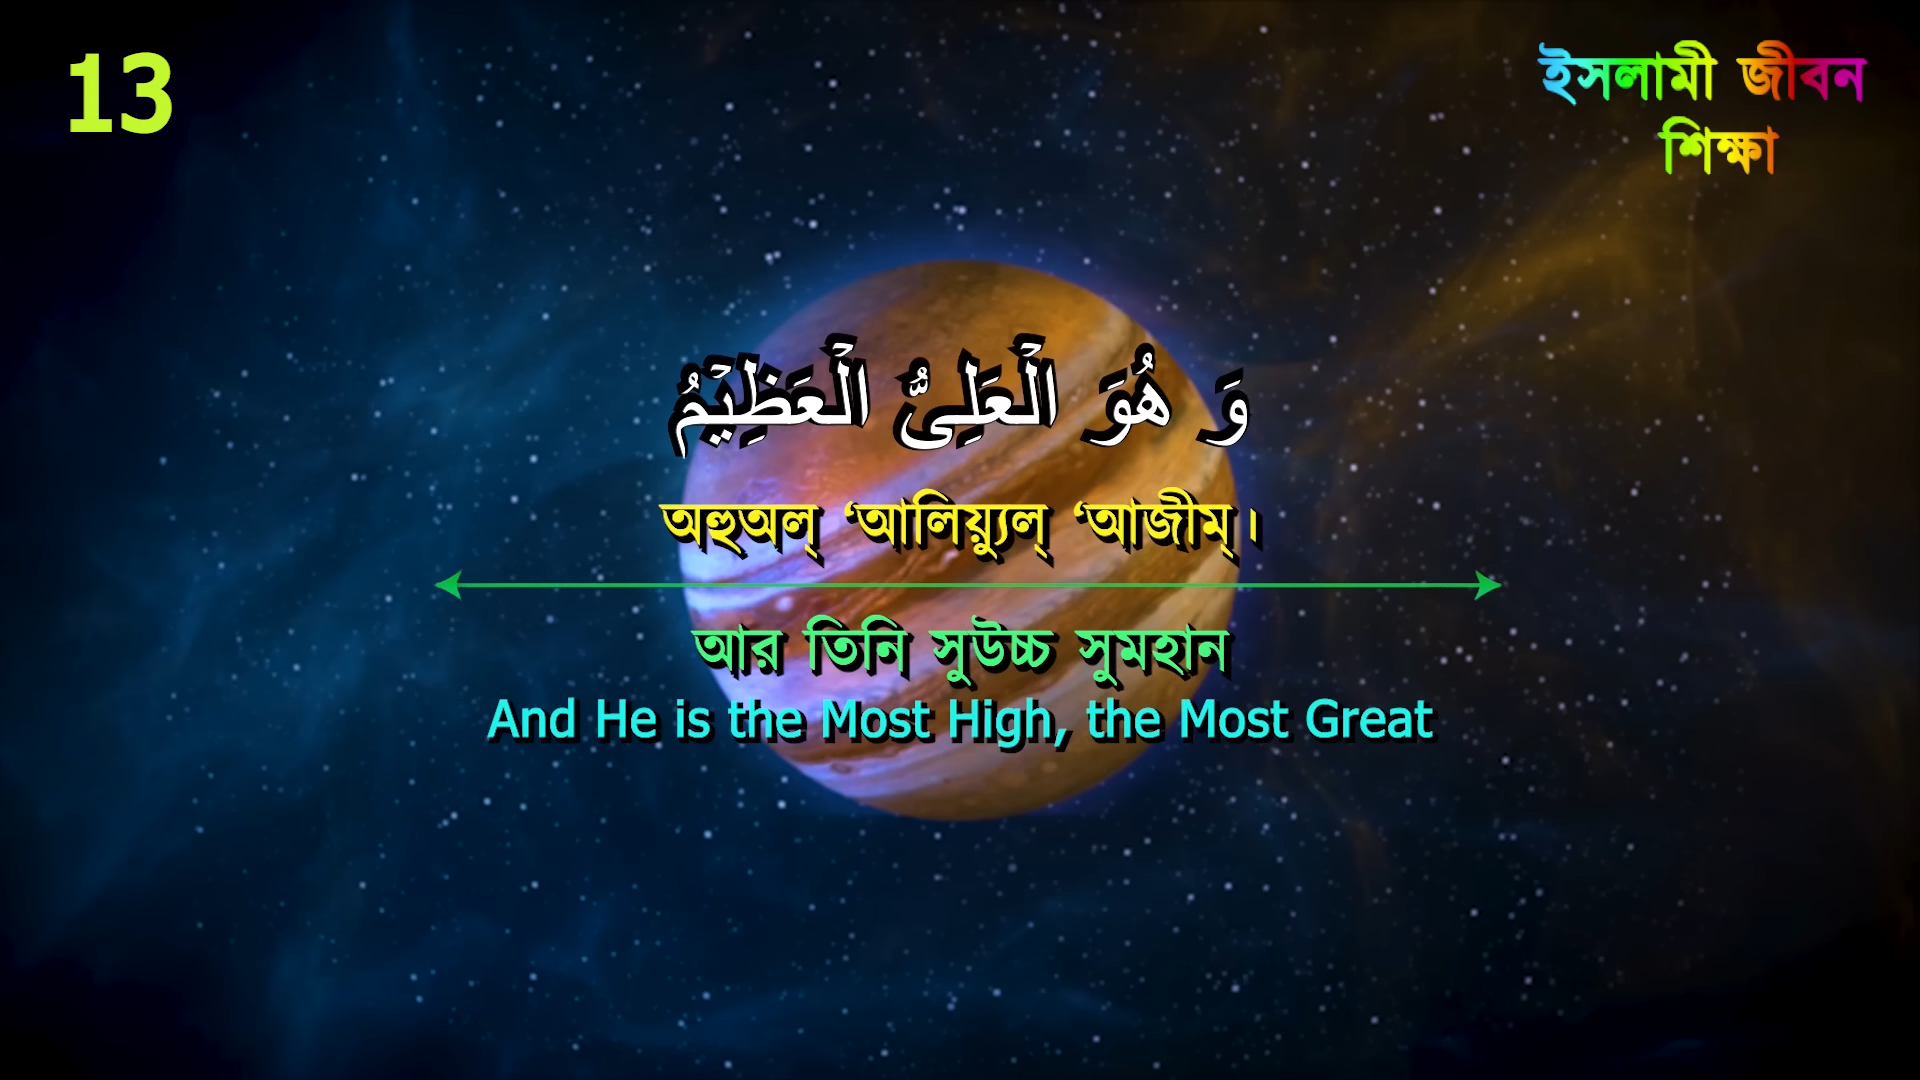 13
ইসলামী জীবন
শিক্ষা
وَ هُوَ الْعَلِىُّ الْعَظِيْمُ
অহুঅল্ ‘আলিয়্যুল্ ‘আজীম্।
আর তিনি সুউচ্চ সুমহান
And He is the Most High, the Most Great